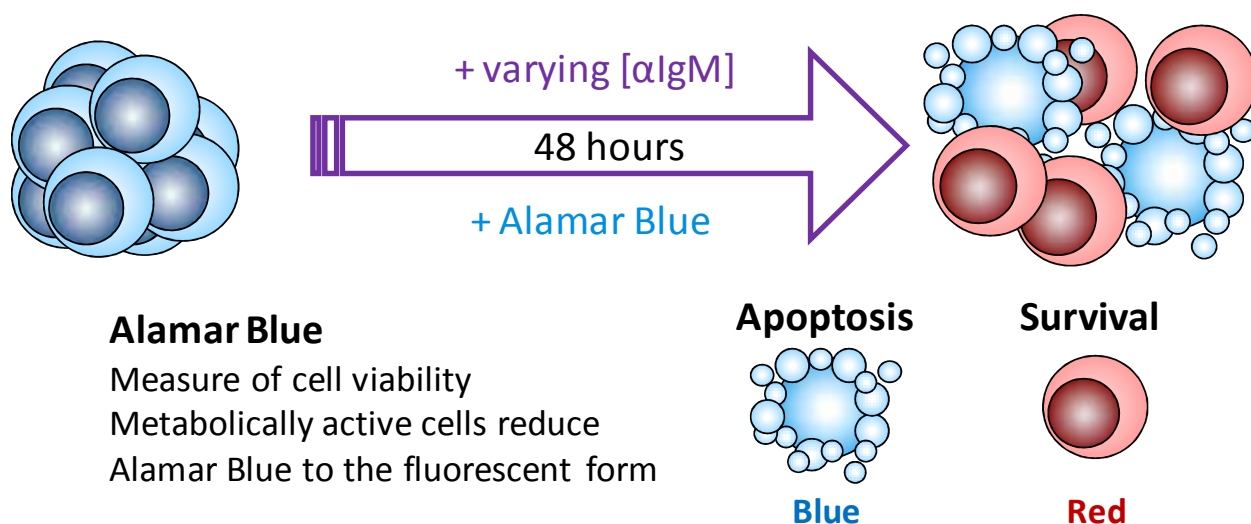 + varying [αIgM]
48 hours
+ Alamar Blue
Alamar Blue
Measure of cell viability
Metabolically active cells reduce
Alamar Blue to the fluorescent form
Apoptosis
Survival
Blue
Red